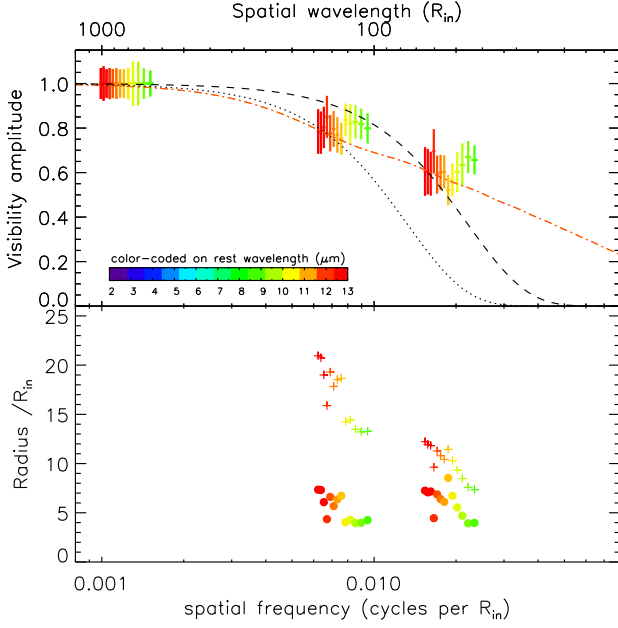 Spatial wavelength (R_in)
1000 100
Visibility amplitude
1.0
0.8
0.6
0.4
0.2
0.0
color-coded on rest wavelength (μm)
2 3 4 5 6 7 8 9 10 11 12 13
Radius /R_in
25
20
15
10
5
0
0.001 0.010
spatial frequency (cycles per R_in)